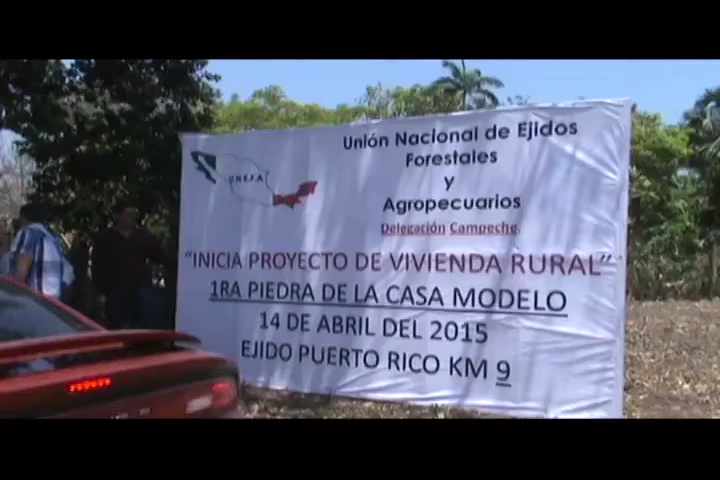 UNEFA
Unión Nacional de Ejidos
Forestales
y
Agropecuarios
Delegación Campeche.
"INICIA PROYECTO DE VIVIENDA RURAL"
1RA PIEDRA DE LA CASA MODELO
14 DE ABRIL DEL 2015
EJIDO PUERTO RICO KM 9